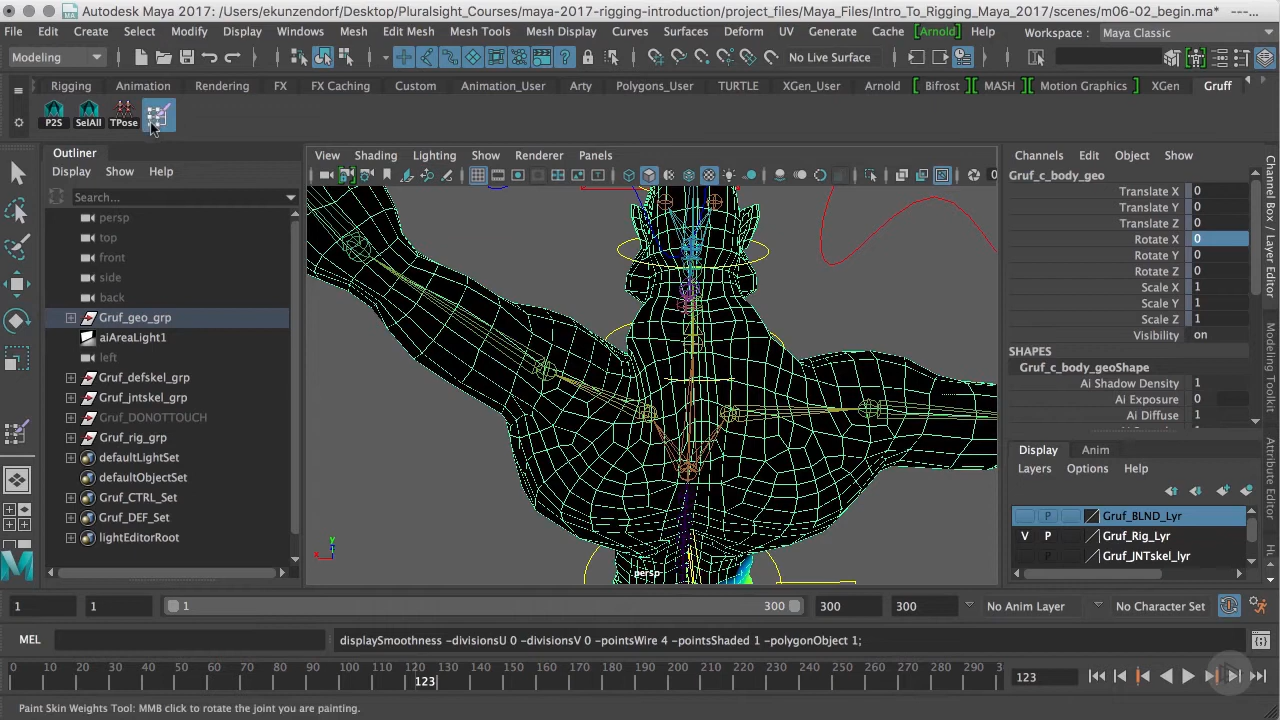 Autodesk Maya 2017: /Users/ekunzendorf/Desktop/Pluralsight_Courses/maya-2017-rigging-introduction/project_files/Maya_Files/Intro_To_Rigging_Maya_2017/scenes/m06-02_begin.ma* ---...
File Edit Create Select Modify Display Windows Mesh Edit Mesh Mesh Tools Mesh Display Curves Surfaces Deform UV Generate Cache [Arnold] Help Workspace : Maya Classic
Modeling No Live Surface
Rigging Animation Rendering FX FX Caching Custom Animation_User Arty Polygons_User TURTLE XGen_User Arnold Bifrost MASH Motion Graphics XGen Gruff
P2S SelAll TPose
Outliner
Display Show Help
Search...
persp
top
front
side
back
Gruf_geo_grp
aiAreaLight1
left
Gruf_defskel_grp
Gruf_jntskel_grp
Gruf_DONOTTOUCH
Gruf_rig_grp
defaultLightSet
defaultObjectSet
Gruf_CTRL_Set
Gruf_DEF_Set
lightEditorRoot
View Shading Lighting Show Renderer Panels
0
y
x
persp
Channels Edit Object Show
Gruf_c_body_geo
Translate X 0
Translate Y 0
Translate Z 0
Rotate X 0
Rotate Y 0
Rotate Z 0
Scale X 1
Scale Y 1
Scale Z 1
Visibility on
SHAPES
Gruf_c_body_geoShape
Ai Shadow Density 1
Ai Exposure 0
Ai Diffuse 1
Display Anim
Layers Options Help
P Gruf_BLND_Lyr
V P Gruf_Rig_Lyr
P Gruf_JNTskel_lyr
Channel Box / Layer Editor
Modeling Toolkit
Attribute Editor
1 1 1 300 300 300 No Anim Layer No Character Set
MEL displaySmoothness -divisionsU 0 -divisionsV 0 -pointsWire 4 -pointsShaded 1 -polygonObject 1;
0 10 20 30 40 50 60 70 80 90 100 110 120 130 140 150 160 170 180 190 200 210 220 230 240 250 260 270 280 290
123 123
Paint Skin Weights Tool: MMB click to rotate the joint you are painting.